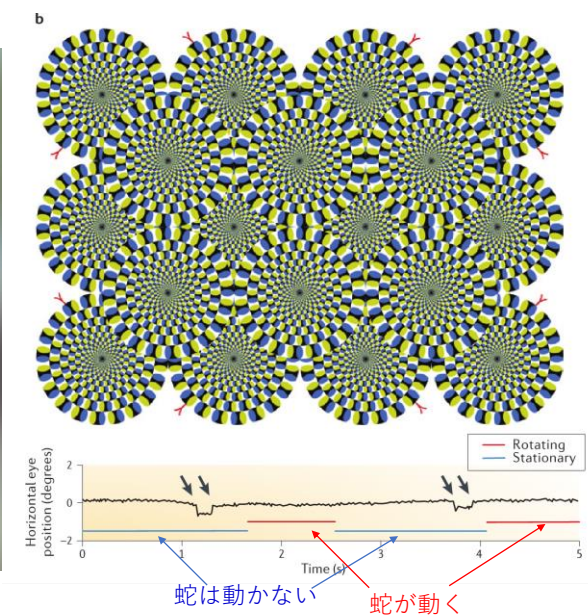 b
Rotating
Stationary
Horizontal eye
position (degrees)
2
0
–2
0
1
2
3
4
5
Time (s)
蛇は動かない
蛇が動く